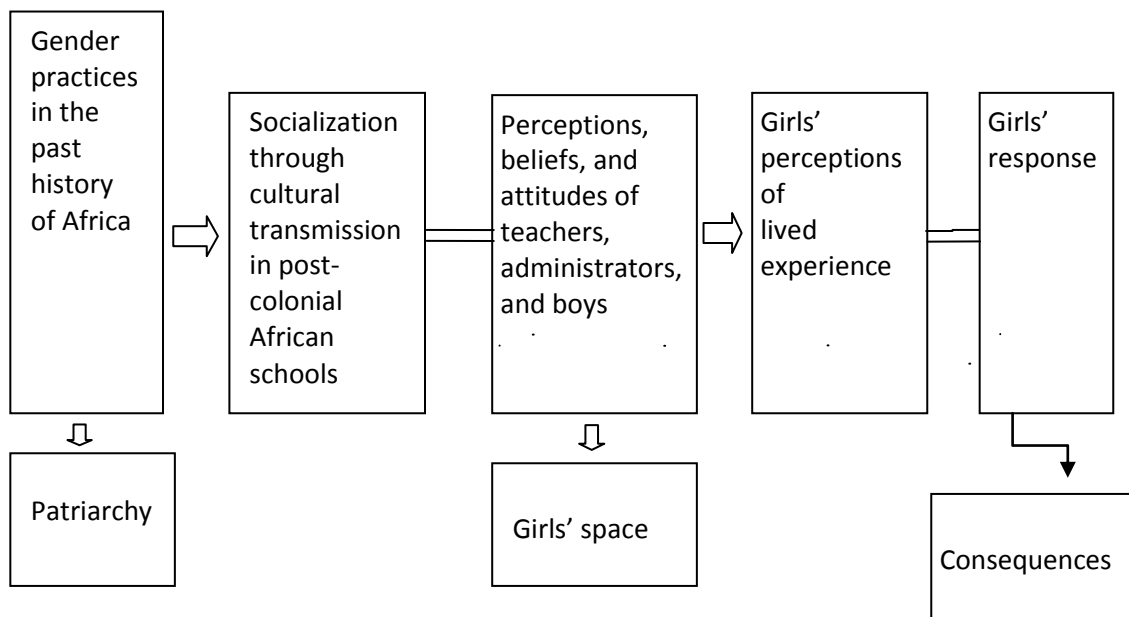 Gender
practices
in the
past
history
of Africa
Socialization
through
cultural
transmission
in post-
colonial
African
schools
Perceptions,
beliefs, and
attitudes of
teachers,
administrators,
and boys
Girls’
perceptions
of
lived
experience
Girls’
response
Patriarchy
Girls’ space
Consequences